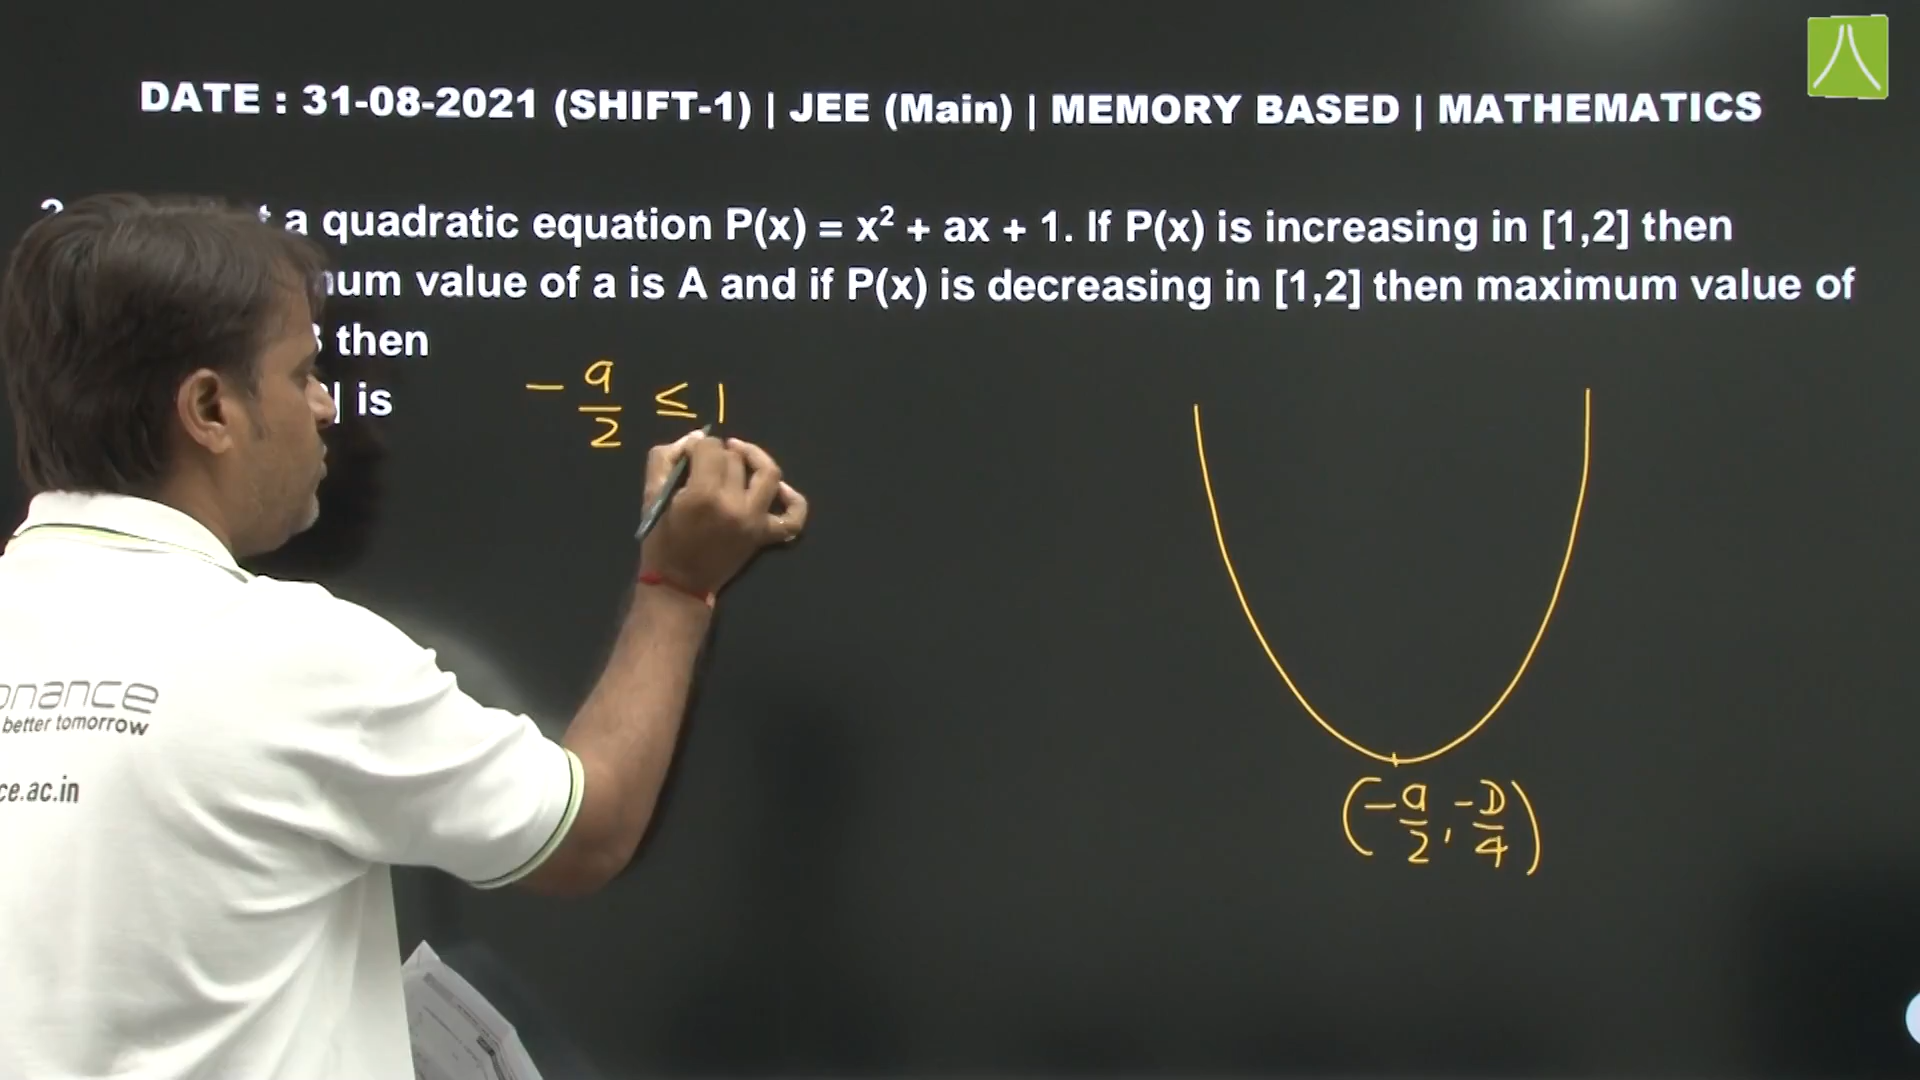 DATE : 31-08-2021 (SHIFT-1) | JEE (Main) | MEMORY BASED | MATHEMATICS
a quadratic equation P(x) = x² + ax + 1. If P(x) is increasing in [1,2] then
value of a is A and if P(x) is decreasing in [1,2] then maximum value of
then
| is
-a/2 ≤ 1
(-a/2, -D/4)
better tomorrow
ce.ac.in